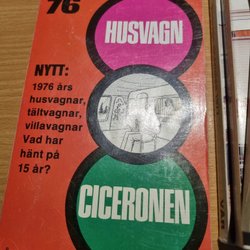 76
HUSVAGN
NYTT:
1976 års
husvagnar,
tältvagnar,
villavagnar
Vad har
hänt på
15 år?
CICERONEN